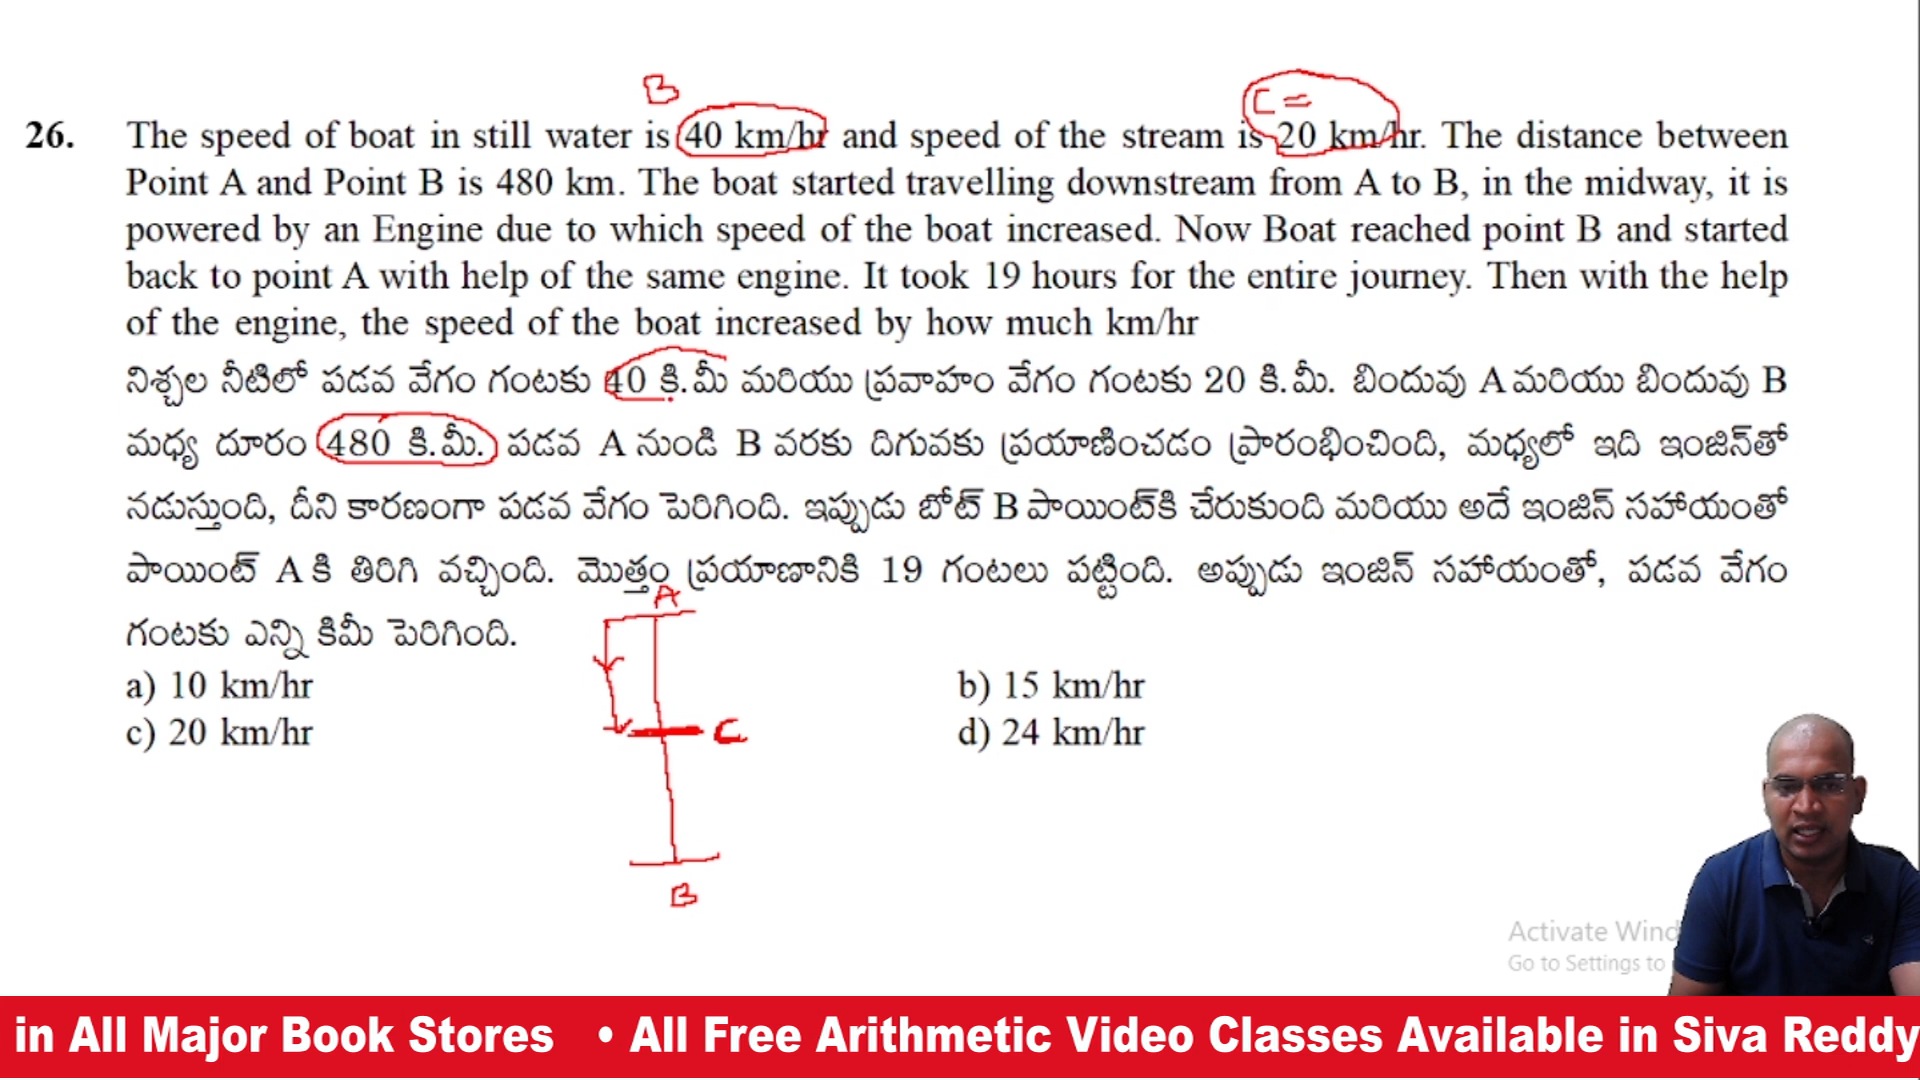 B
C =
26. The speed of boat in still water is 40 km/hr and speed of the stream is 20 km/hr. The distance between
Point A and Point B is 480 km. The boat started travelling downstream from A to B, in the midway, it is
powered by an Engine due to which speed of the boat increased. Now Boat reached point B and started
back to point A with help of the same engine. It took 19 hours for the entire journey. Then with the help
of the engine, the speed of the boat increased by how much km/hr
నిశ్చల నీటిలో పడవ వేగం గంటకు 40 కి.మీ మరియు ప్రవాహం వేగం గంటకు 20 కి.మీ. బిందువు A మరియు బిందువు B
మధ్య దూరం 480 కి.మీ. పడవ A నుండి B వరకు దిగువకు ప్రయాణించడం ప్రారంభించింది, మధ్యలో ఇది ఇంజిన్‌తో
నడుస్తుంది, దీని కారణంగా పడవ వేగం పెరిగింది. ఇప్పుడు బోట్ B పాయింట్‌కి చేరుకుంది మరియు అదే ఇంజిన్ సహాయంతో
పాయింట్ A కి తిరిగి వచ్చింది. మొత్తం ప్రయాణానికి 19 గంటలు పట్టింది. అప్పుడు ఇంజిన్ సహాయంతో, పడవ వేగం
గంటకు ఎన్ని కిమీ పెరిగింది.
A
a) 10 km/hr b) 15 km/hr
c) 20 km/hr d) 24 km/hr
C
B
Activate Wind
Go to Settings to
in All Major Book Stores • All Free Arithmetic Video Classes Available in Siva Reddy